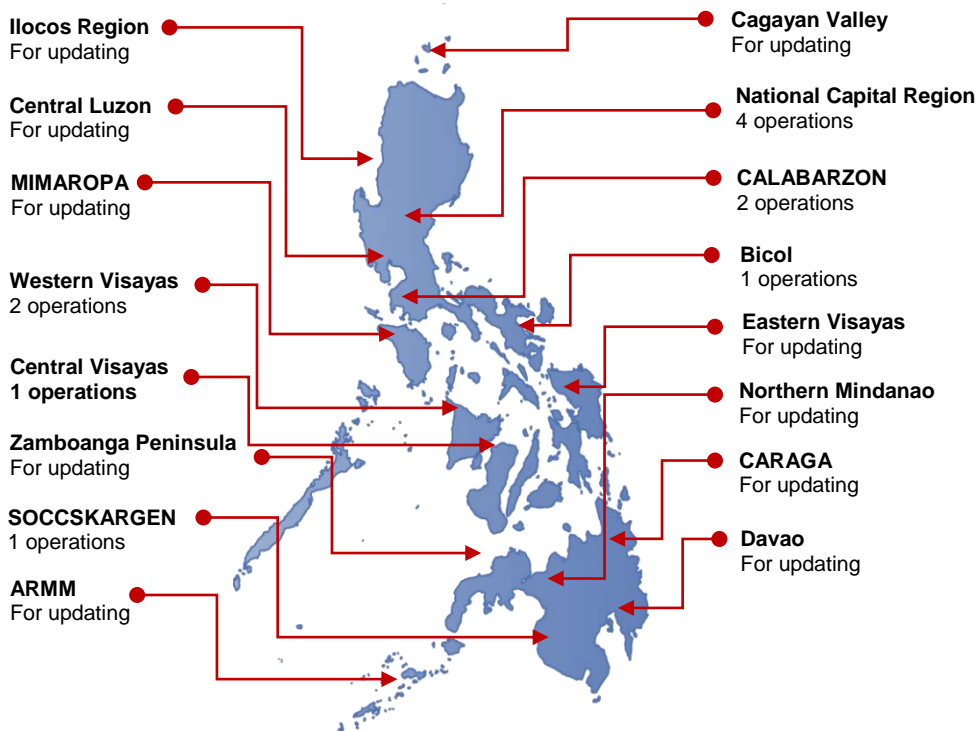 Ilocos Region
For updating
Central Luzon
For updating
MIMAROPA
For updating
Western Visayas
2 operations
Central Visayas
1 operations
Zamboanga Peninsula
For updating
SOCCSKARGEN
1 operations
ARMM
For updating
Cagayan Valley
For updating
National Capital Region
4 operations
CALABARZON
2 operations
Bicol
1 operations
Eastern Visayas
For updating
Northern Mindanao
For updating
CARAGA
For updating
Davao
For updating